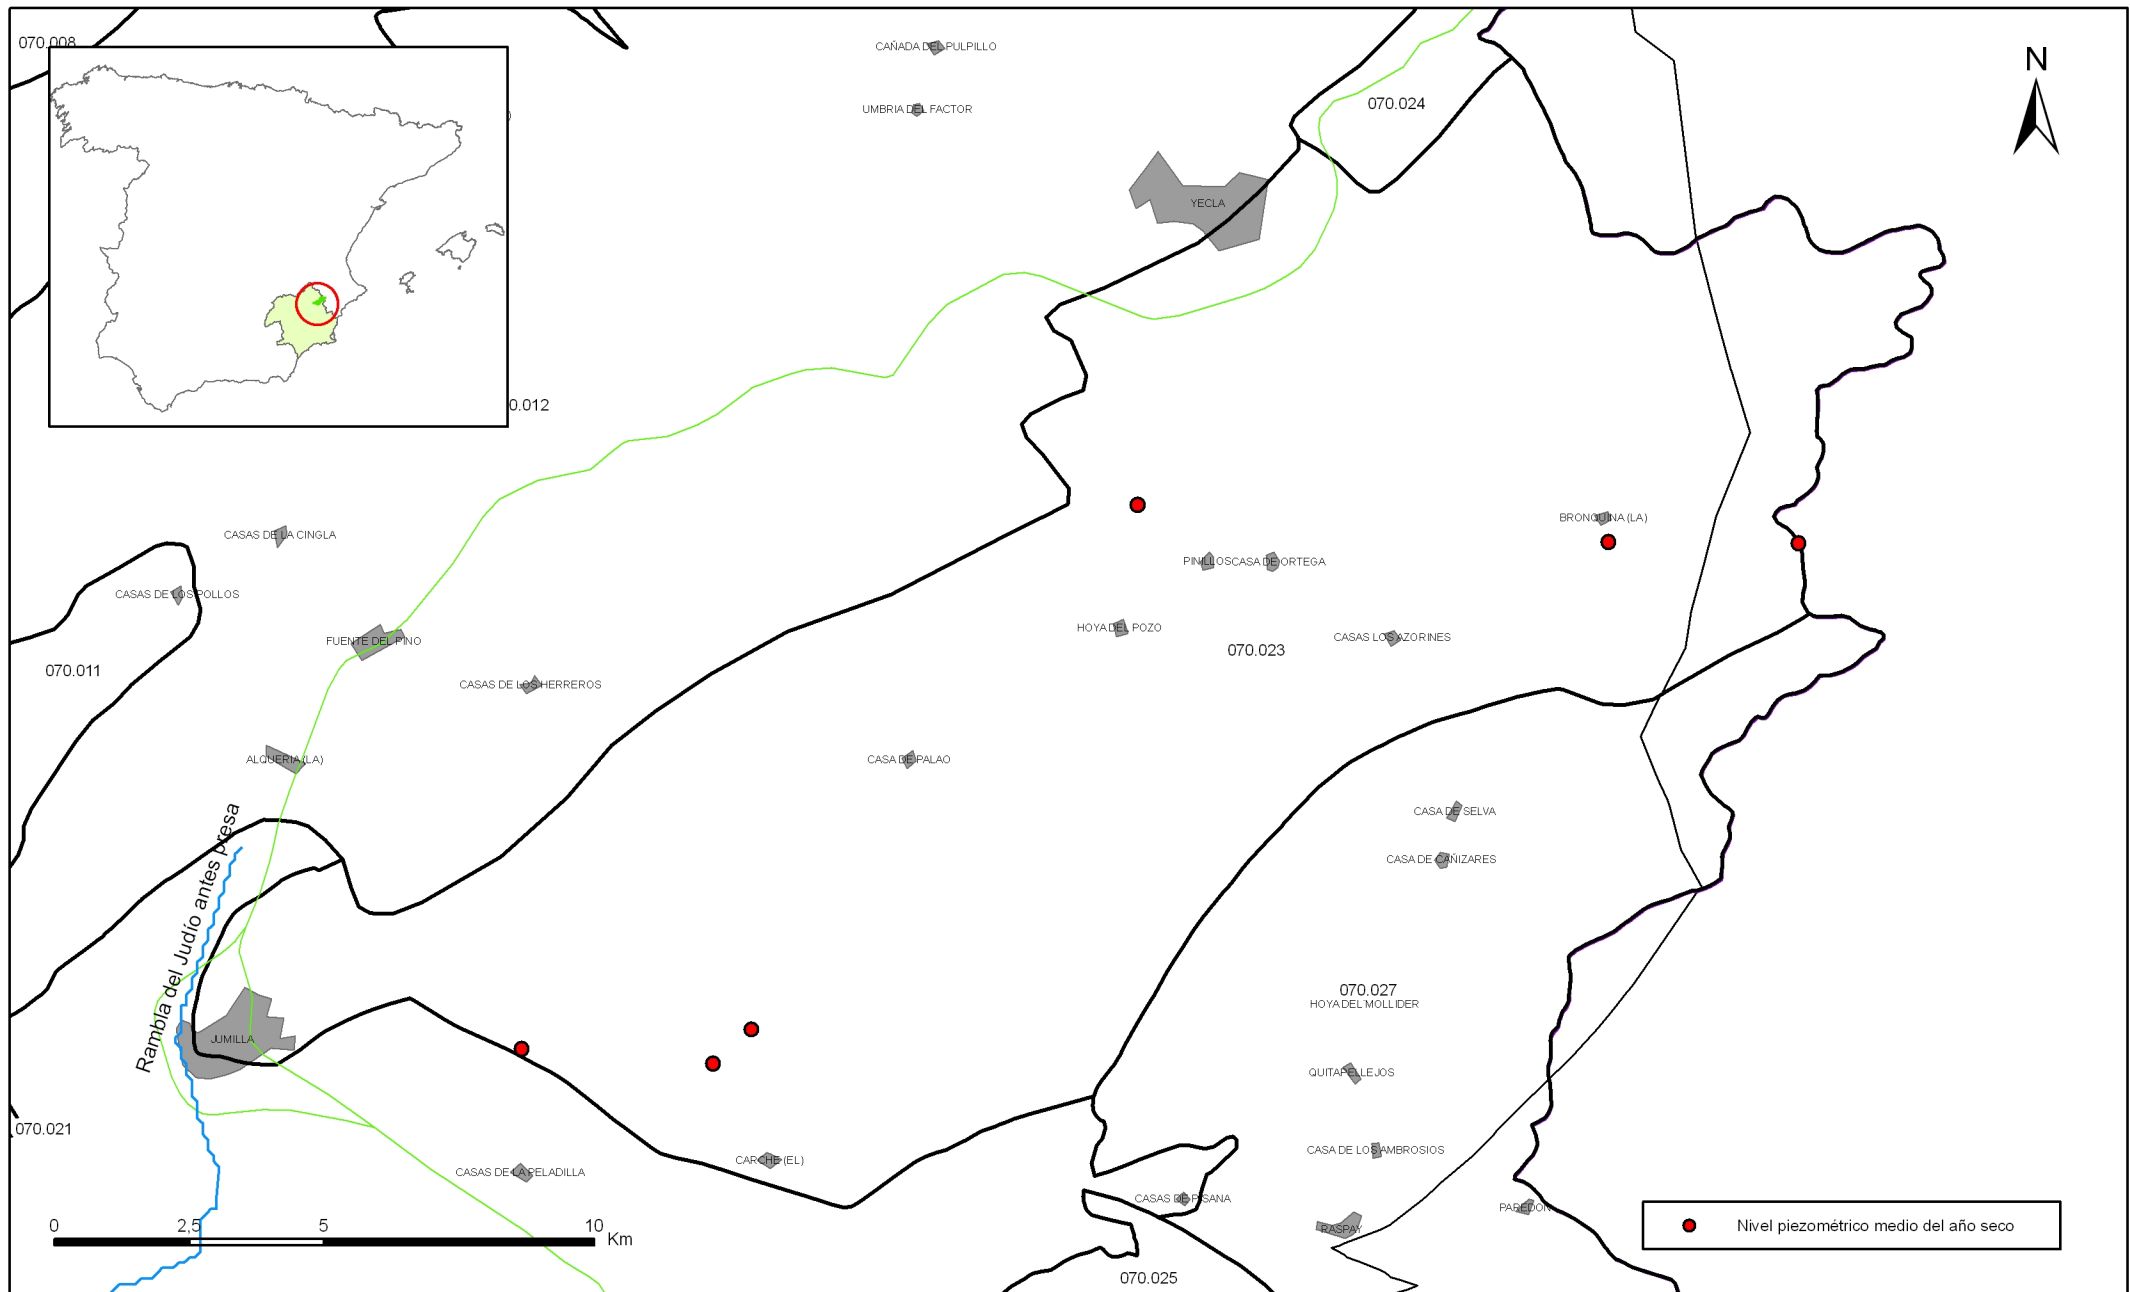 070.008
CAÑADA DEL PULPILLO
N
070.024
UMBRIA DEL FACTOR
YECLA
0.012
BRONQUINA (LA)
CASAS DE LA CINGLA
PINILLOS
CASA DE ORTEGA
CASAS DE LOS POLLOS
HOYA DEL POZO
CASAS LOS AZORINES
FUENTE DEL PINO
070.023
070.011
CASAS DE LOS HERREROS
ALQUERIA (LA)
CASA DE PALAO
CASA DE SELVA
CASA DE CAÑIZARES
Rambla del Judío antes presa
070.027
HOYA DEL MOLLIDER
JUMILLA
QUITAPELLEJOS
070.021
CASA DE LOS AMBROSIOS
CARCHE (EL)
CASAS DE LA PELADILLA
CASAS DE PISANA
PAREDON
RASPAY
0 2,5 5 10
Km
Nivel piezométrico medio del año seco
070.025